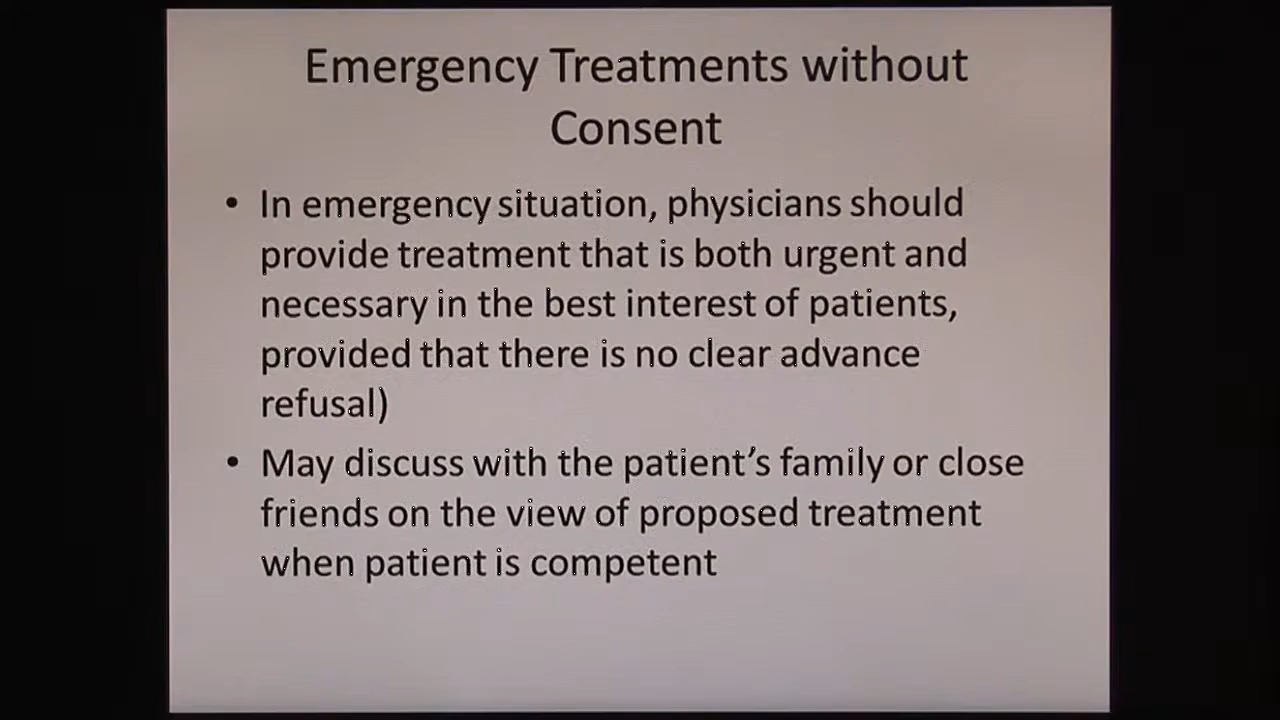 Emergency Treatments without
Consent
• In emergency situation, physicians should
provide treatment that is both urgent and
necessary in the best interest of patients,
provided that there is no clear advance
refusal)
• May discuss with the patient's family or close
friends on the view of proposed treatment
when patient is competent